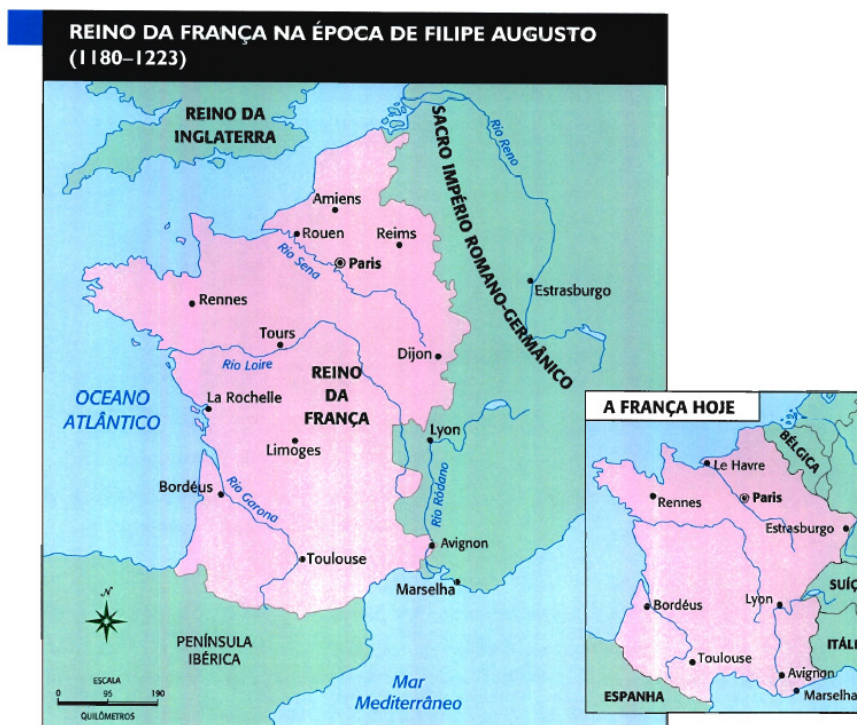 REINO DA FRANÇA NA ÉPOCA DE FILIPE AUGUSTO
(1180–1223)
REINO DA
INGLATERRA
SACRO IMPÉRIO ROMANO-GERMÂNICO
Rio Reno
Amiens
Rouen
Reims
Rio Sena
Paris
Estrasburgo
Rennes
Tours
Rio Loire
Dijon
REINO
DA
FRANÇA
OCEANO
ATLÂNTICO
La Rochelle
Limoges
Lyon
Bordéus
Rio Garona
Rio Ródano
Toulouse
Avignon
Marselha
N
PENÍNSULA
IBÉRICA
Mar
Mediterrâneo
ESCALA
0 95 190
QUILÔMETROS
A FRANÇA HOJE
BÉLGICA
Le Havre
Paris
Rennes
Estrasburgo
SUÍÇ
Bordéus
Lyon
ITÁLI
Toulouse
Avignon
ESPANHA
Marselha